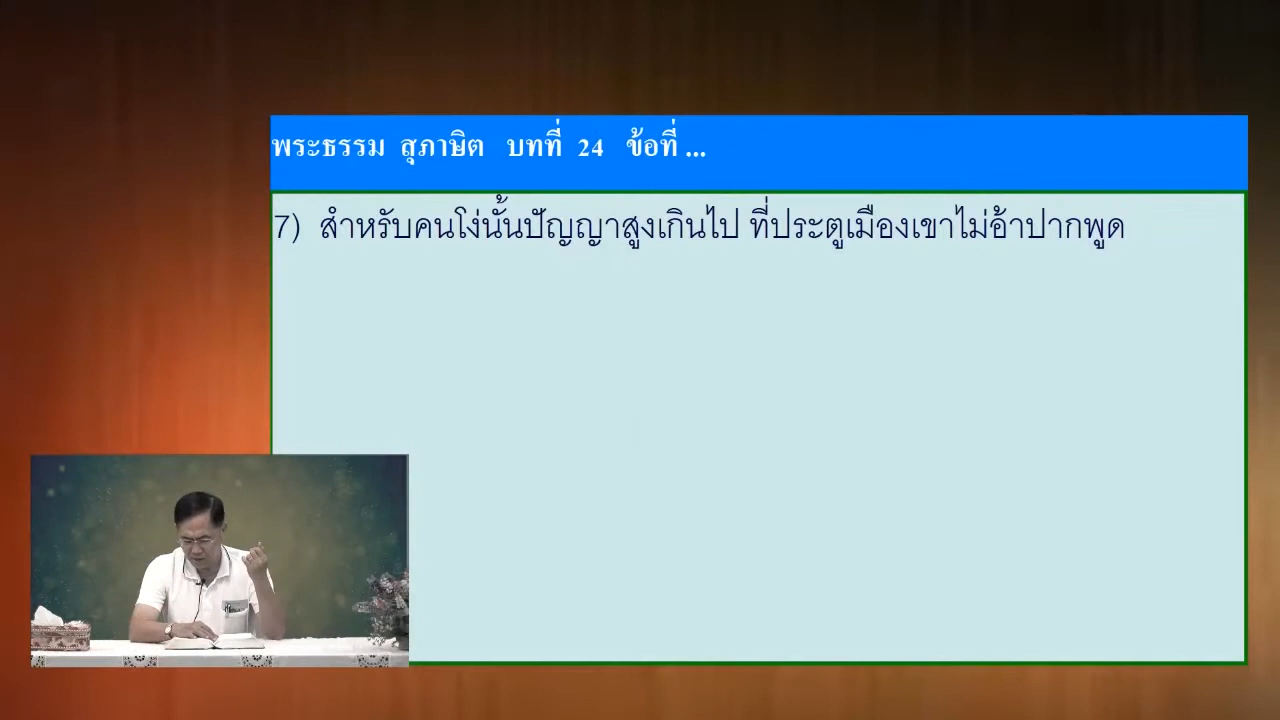 พระธรรม สุภาษิต บทที่ 24 ข้อที่ ...
7) สำหรับคนโง่นั้นปัญญาสูงเกินไป ที่ประตูเมืองเขาไม่อ้าปากพูด